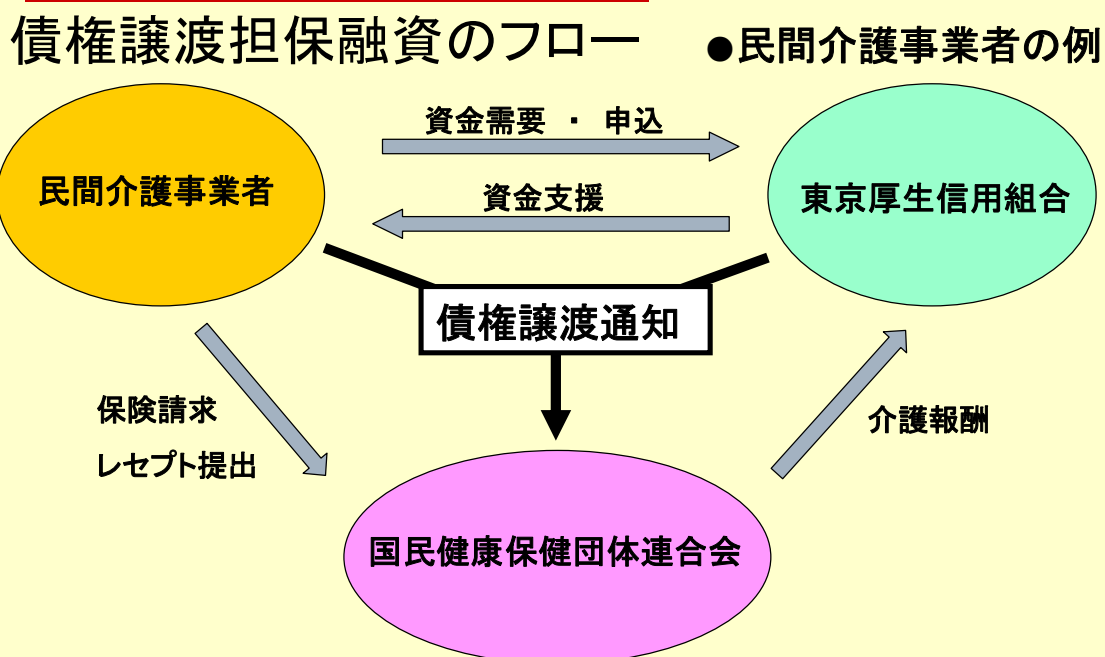 債権譲渡担保融資のフロー
●民間介護事業者の例
資金需要 ・ 申込
民間介護事業者
東京厚生信用組合
資金支援
債権譲渡通知
保険請求
レセプト提出
介護報酬
国民健康保健団体連合会